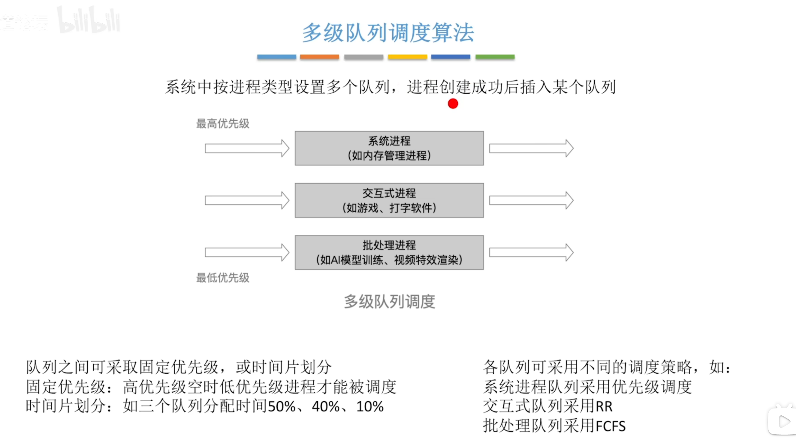 bilibili
多级队列调度算法
系统中按进程类型设置多个队列，进程创建成功后插入某个队列
最高优先级
系统进程
（如内存管理进程）
交互式进程
（如游戏、打字软件）
批处理进程
（如AI模型训练、视频特效渲染）
最低优先级
多级队列调度
队列之间可采取固定优先级，或时间片划分
固定优先级：高优先级空时低优先级进程才能被调度
时间片划分：如三个队列分配时间50%、40%、10%
各队列可采用不同的调度策略，如：
系统进程队列采用优先级调度
交互式队列采用RR
批处理队列采用FCFS